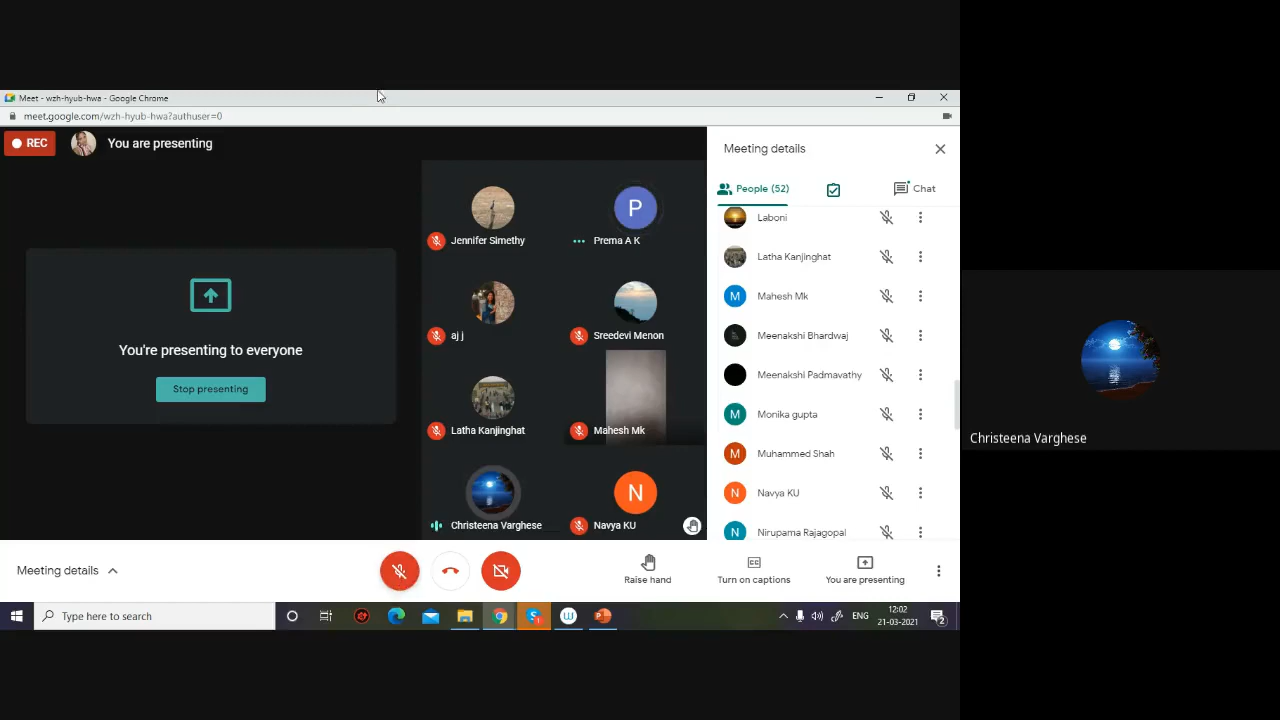 Meet - wzh-hyub-hwa - Google Chrome
meet.google.com/wzh-hyub-hwa?authuser=0
REC
You are presenting
You're presenting to everyone
Stop presenting
Jennifer Simethy
P
Prema A K
aj j
Sreedevi Menon
Latha Kanjinghat
Mahesh Mk
Christeena Varghese
N
Navya KU
Meeting details
People (52)
Chat
Laboni
Latha Kanjinghat
M Mahesh Mk
Meenakshi Bhardwaj
Meenakshi Padmavathy
M Monika gupta
M Muhammed Shah
N Navya KU
N Nirupama Rajagopal
Meeting details
Raise hand
CC
Turn on captions
You are presenting
Type here to search
ENG
12:02
21-03-2021
2
Christeena Varghese